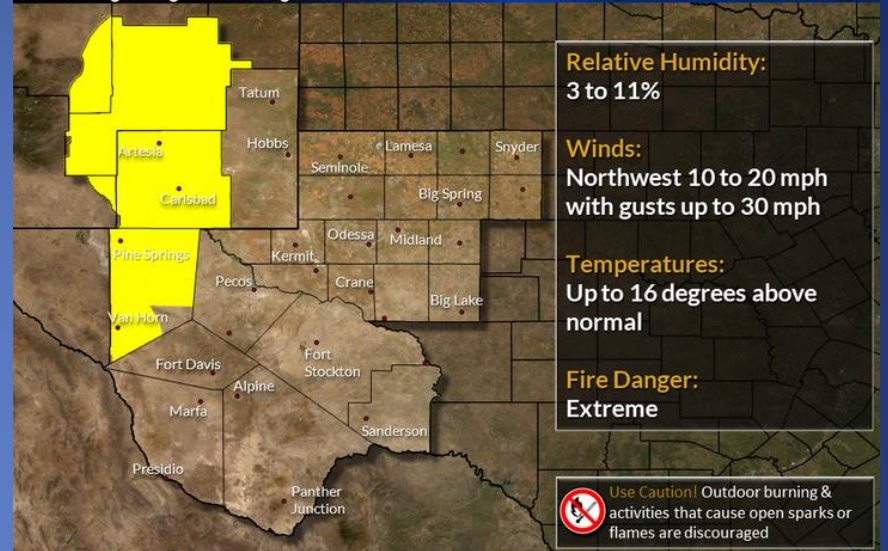 Relative Humidity:
3 to 11%
Winds:
Northwest 10 to 20 mph
with gusts up to 30 mph
Temperatures:
Up to 16 degrees above
normal
Fire Danger:
Extreme
Use Caution! Outdoor burning &
activities that cause open sparks or
flames are discouraged
Tatum
Artesia
Hobbs
Lamesa
Snyder
Seminole
Carlsbad
Big Spring
Odessa
Midland
Pine Springs
Kermit
Pecos
Crane
Big Lake
Van Horn
Fort Davis
Fort
Stockton
Alpine
Marfa
Sanderson
Presidio
Panther
Junction